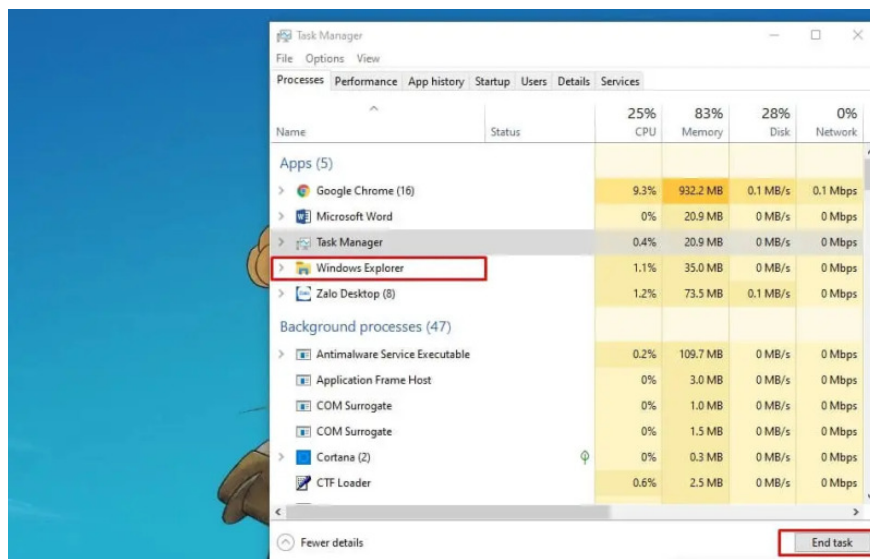 Task Manager
File Options View
Processes Performance App history Startup Users Details Services
25% 83% 28% 0%
Name Status CPU Memory Disk Network
Apps (5)
Google Chrome (16) 9.3% 932.2 MB 0.1 MB/s 0.1 Mbps
Microsoft Word 0% 20.9 MB 0 MB/s 0 Mbps
Task Manager 0.4% 20.9 MB 0 MB/s 0 Mbps
Windows Explorer 1.1% 35.0 MB 0 MB/s 0 Mbps
Zalo Desktop (8) 1.2% 73.5 MB 0.1 MB/s 0 Mbps
Background processes (47)
Antimalware Service Executable 0.2% 109.7 MB 0 MB/s 0 Mbps
Application Frame Host 0% 3.0 MB 0 MB/s 0 Mbps
COM Surrogate 0% 1.0 MB 0 MB/s 0 Mbps
COM Surrogate 0% 1.5 MB 0 MB/s 0 Mbps
Cortana (2) 0% 0.3 MB 0 MB/s 0 Mbps
CTF Loader 0.6% 2.5 MB 0 MB/s 0 Mbps
Fewer details End task